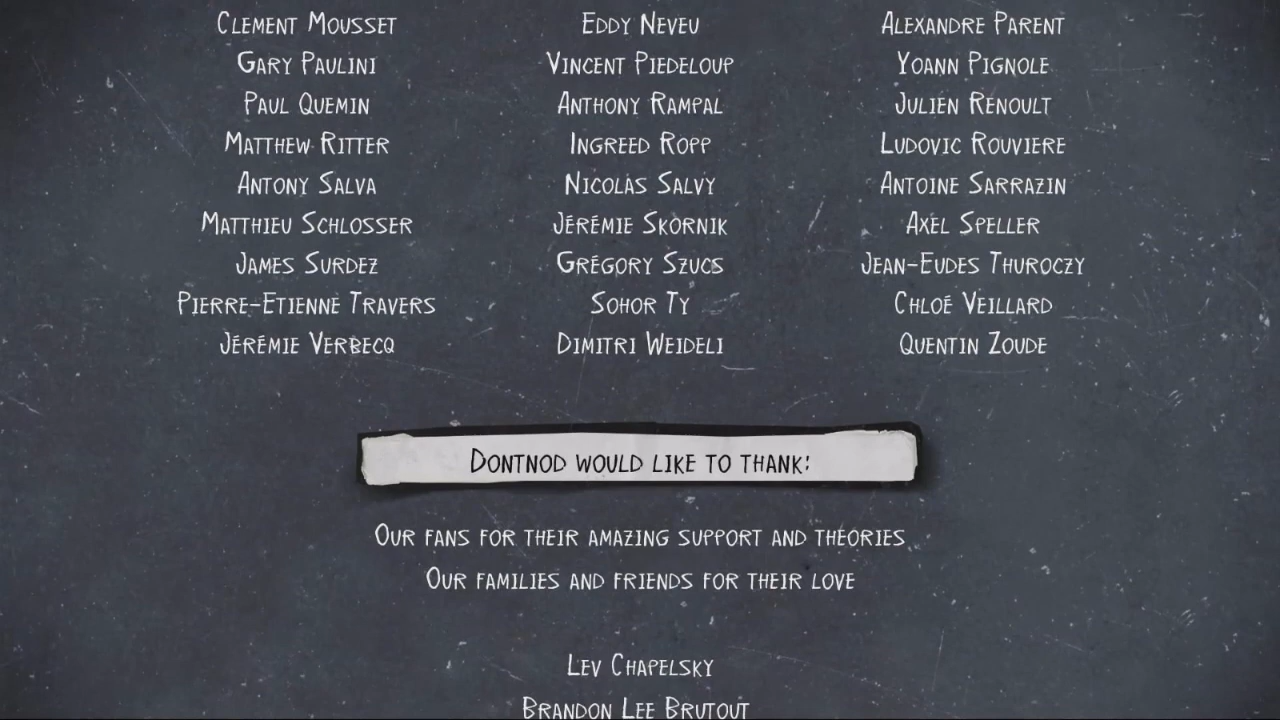 Clement Mousset Eddy Neveu Alexandre Parent
Gary Paulini Vincent Piedeloup Yoann Pignole
Paul Quemin Anthony Rampal Julien Renoult
Matthew Ritter Ingreed Ropp Ludovic Rouviere
Antony Salva Nicolas Salvy Antoine Sarrazin
Matthieu Schlosser Jérémie Skornik Axel Speller
James Surdez Grégory Szucs Jean-Eudes Thuroczy
Pierre-Etienne Travers Sohor Ty Chloé Veillard
Jérémie Verbecq Dimitri Weideli Quentin Zoude
Dontnod would like to thank:
Our fans for their amazing support and theories
Our families and friends for their love
Lev Chapelsky
Brandon Lee Brutout